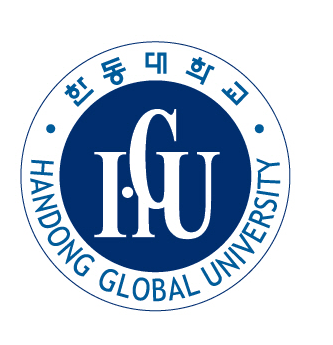 한동대학교
HGU
HANDONG GLOBAL UNIVERSITY